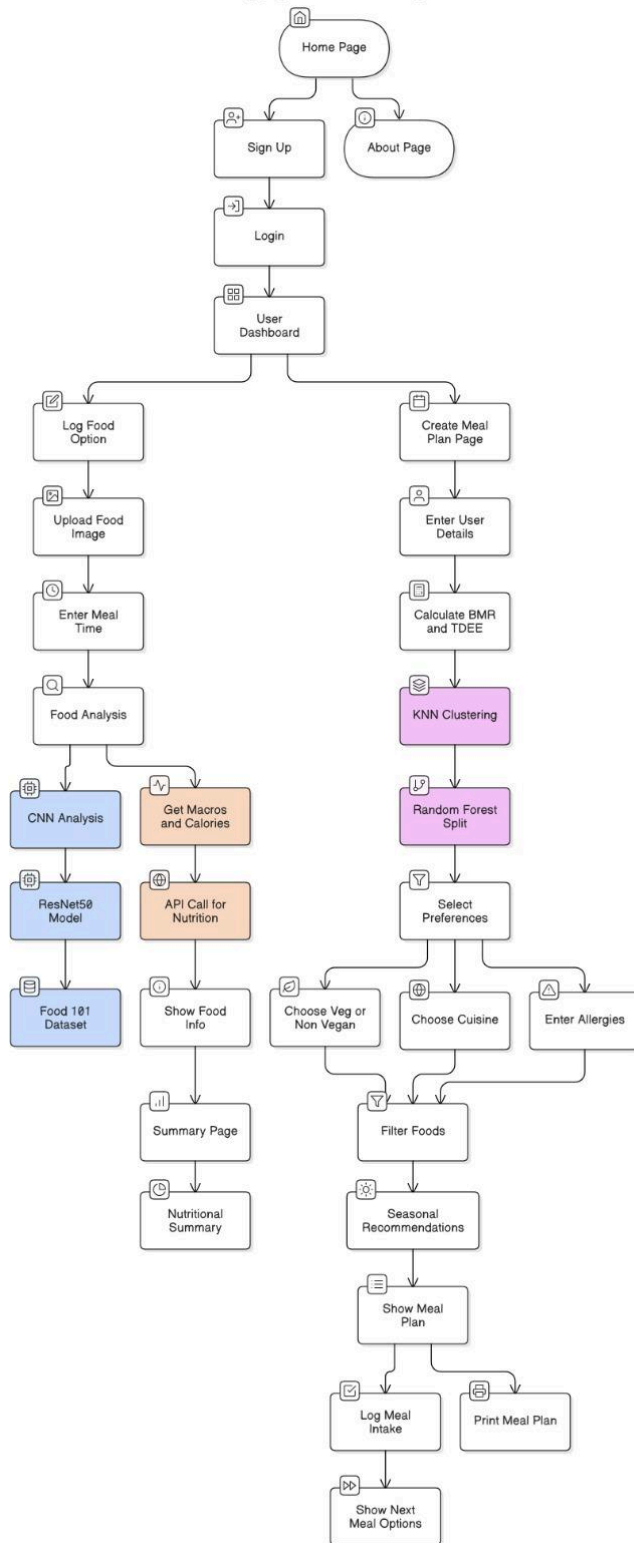 Home Page
Sign Up
About Page
Login
User
Dashboard
Log Food
Option
Create Meal
Plan Page
Upload Food
Image
Enter User
Details
Enter Meal
Time
Calculate BMR
and TDEE
Food Analysis
KNN Clustering
CNN Analysis
Get Macros
and Calories
Random Forest
Split
ResNet50
Model
API Call for
Nutrition
Select
Preferences
Food 101
Dataset
Show Food
Info
Choose Veg or
Non Vegan
Choose Cuisine
Enter Allergies
Summary Page
Filter Foods
Nutritional
Summary
Seasonal
Recommendations
Show Meal
Plan
Log Meal
Intake
Print Meal Plan
Show Next
Meal Options